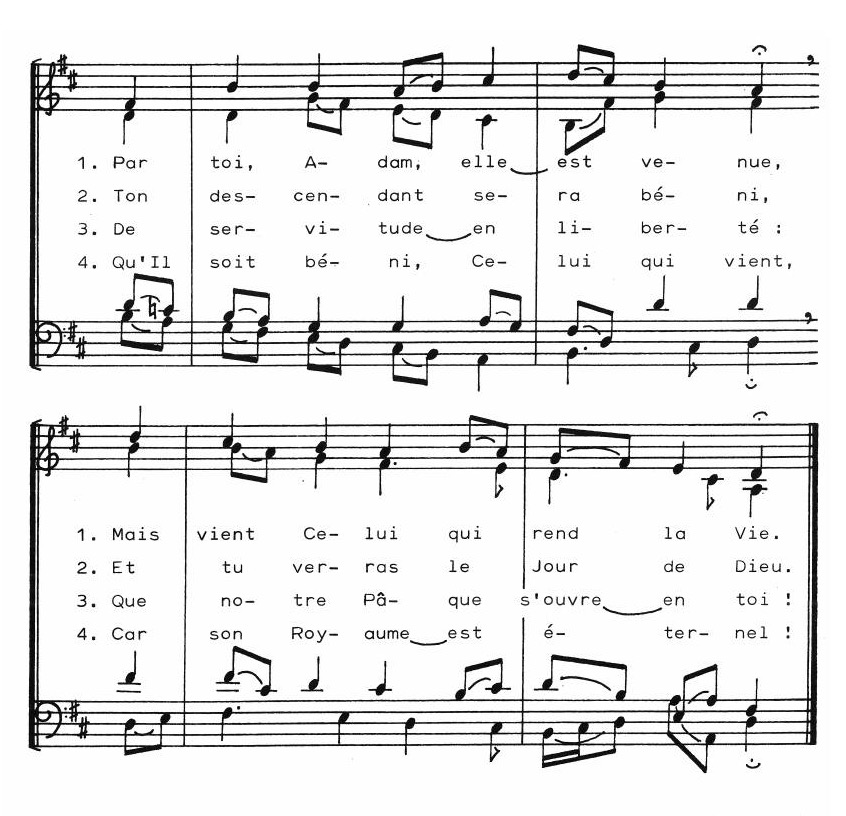 1. Par toi, A- dam, elle est ve- nue,
2. Ton des- cen- dant se- ra bé- ni,
3. De ser- vi- tude en li- ber- té :
4. Qu'Il soit bé- ni, Ce- lui qui vient,
1. Mais vient Ce- lui qui rend la Vie.
2. Et tu ver- ras le Jour de Dieu.
3. Que no- tre Pâ- que s'ouvre en toi !
4. Car son Roy- aume est é- ter- nel !